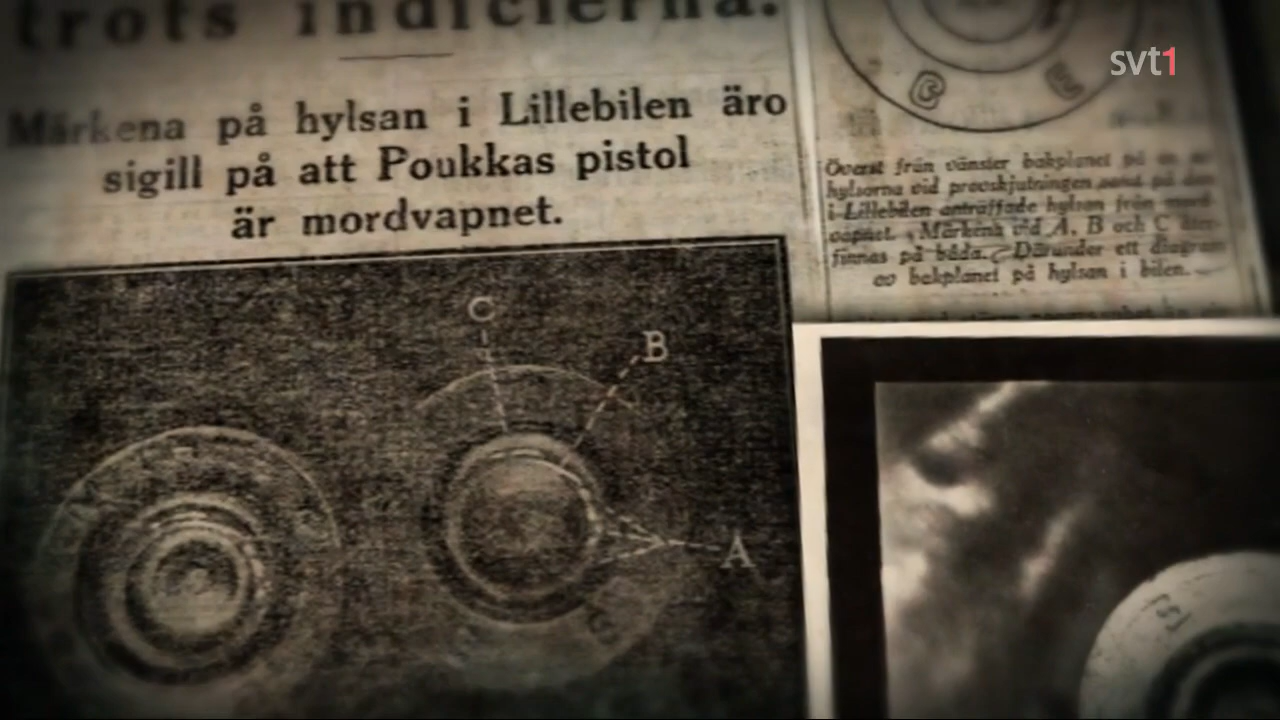 trots indicierna.
Märkena på hylsan i Lillebilen äro
sigill på att Poukkas pistol
är mordvapnet.
C
B
A
svt1
C E
Överst från vänster bakplanet på en av
hylsorna vid provskjutningen samt på den
i Lillebilen anträffade hylsan från mord-
vapnet. Märkena vid A, B och C åter-
finnas på båda. Därunder ett diagram
av bakplanet på hylsan i bilen.